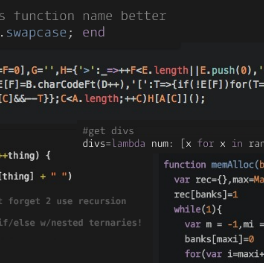 s function name better
.swapcase; end
=F=0],G='',H={'>':_=>++F<E.length||E.push(0),'
E[F]=B.charCodeFt(D++),'[':T=>{if(!E[F])for(T=
C]&&--T}};C<A.length;++C)H[A[C]]();
#get divs
divs=lambda num: [x for x in ran
++thing) {
thing] + " ")
function memAlloc(b
var rec={},max=Ma
rec[banks]=1
while(1){
var m = -1,mi =
banks[maxi]=0
for(var i=maxi+
t forget 2 use recursion
if/else w/nested ternaries!